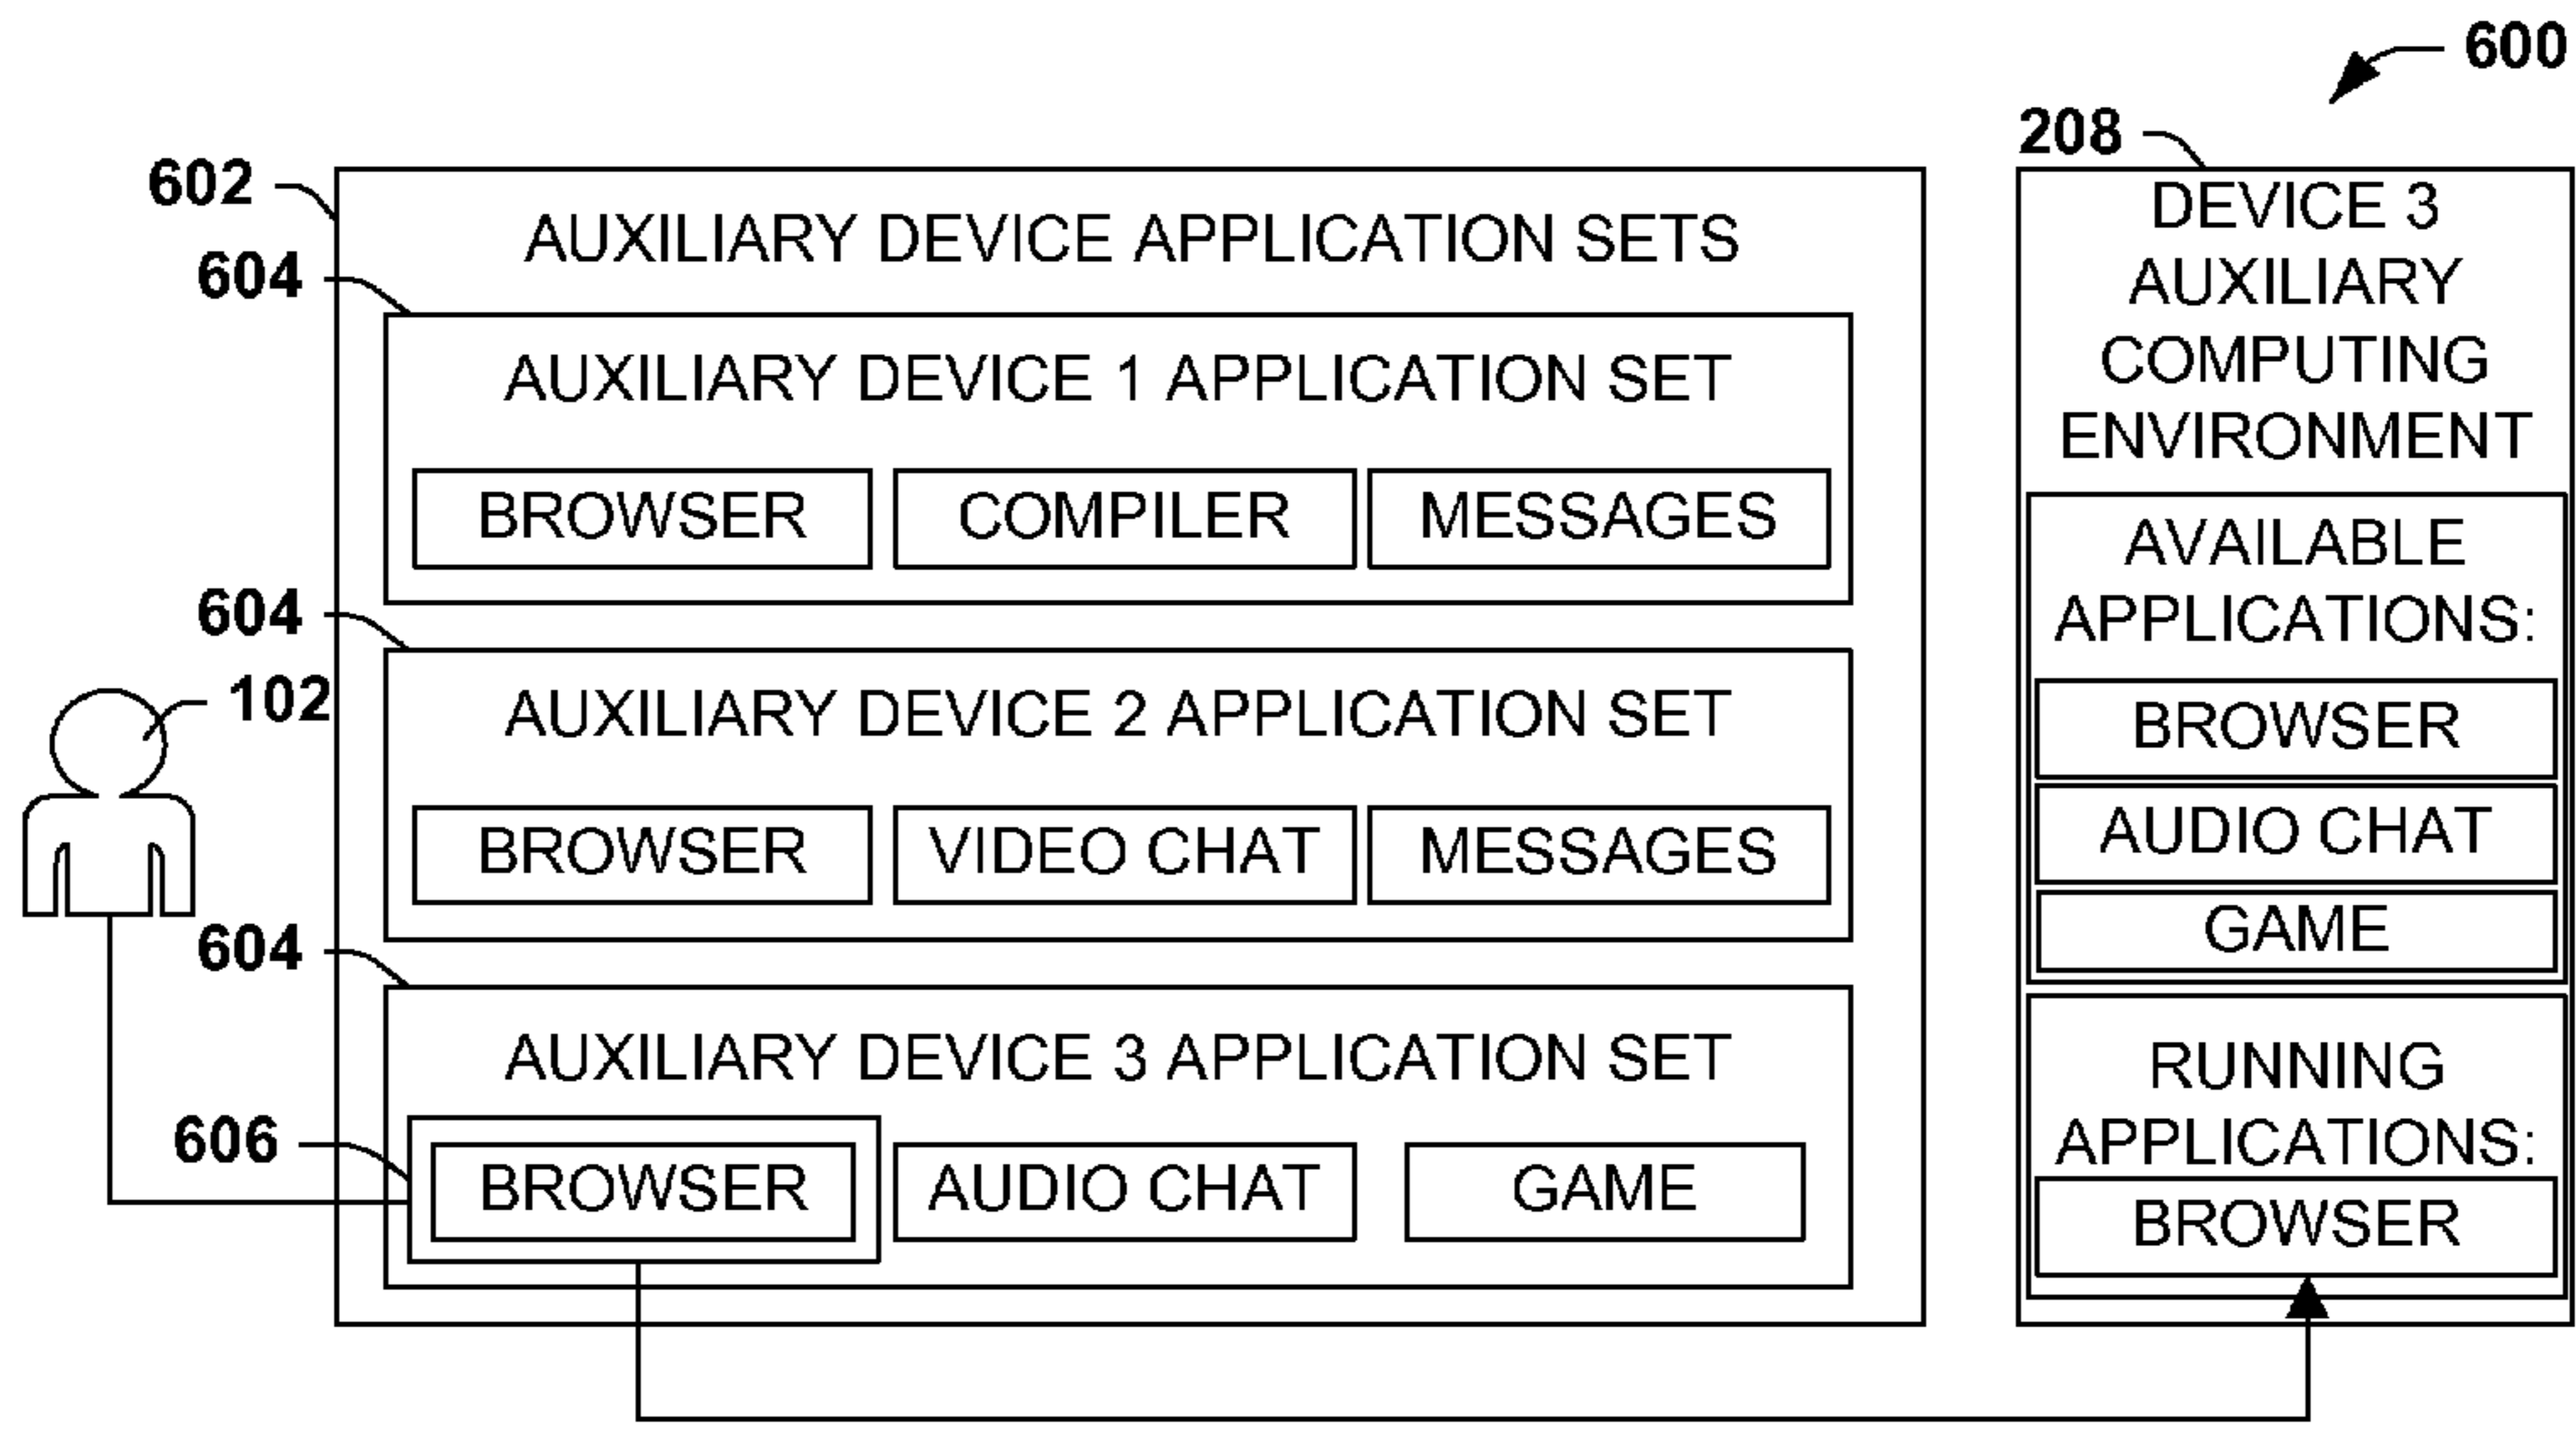 600
208
602
AUXILIARY DEVICE APPLICATION SETS
604
AUXILIARY DEVICE 1 APPLICATION SET
BROWSER COMPILER MESSAGES
604
AUXILIARY DEVICE 2 APPLICATION SET
102
BROWSER VIDEO CHAT MESSAGES
604
AUXILIARY DEVICE 3 APPLICATION SET
606
BROWSER AUDIO CHAT GAME
DEVICE 3
AUXILIARY
COMPUTING
ENVIRONMENT
AVAILABLE
APPLICATIONS:
BROWSER
AUDIO CHAT
GAME
RUNNING
APPLICATIONS:
BROWSER